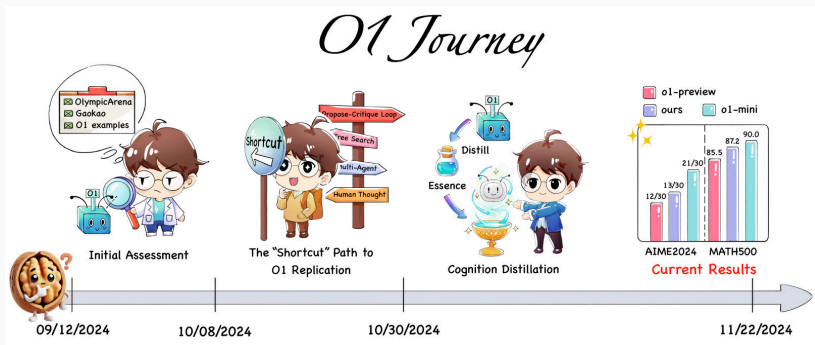 O1 Journey
OlympicArena
Gaokao
O1 examples
O1
Initial Assessment
Shortcut
Propose-Critique Loop
Tree Search
Multi-Agent
Human Thought
The "Shortcut" Path to
O1 Replication
O1
Distill
Essence
Cognition Distillation
o1-preview
ours
o1-mini
12/30
13/30
21/30
85.5
87.2
90.0
AIME2024
MATH500
Current Results
?
09/12/2024
10/08/2024
10/30/2024
11/22/2024